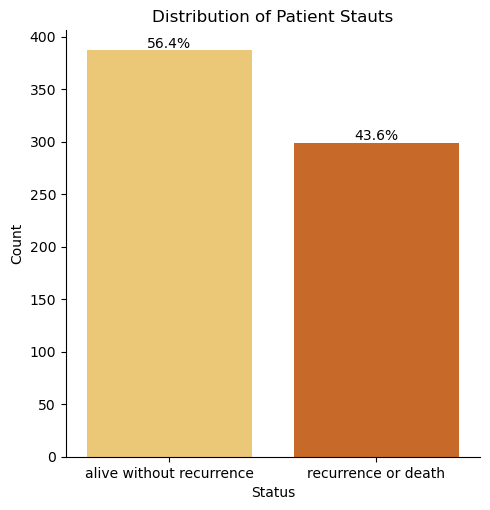 Distribution of Patient Stauts
400
350
300
250
200
150
100
50
0
Count
56.4%
43.6%
alive without recurrence
recurrence or death
Status